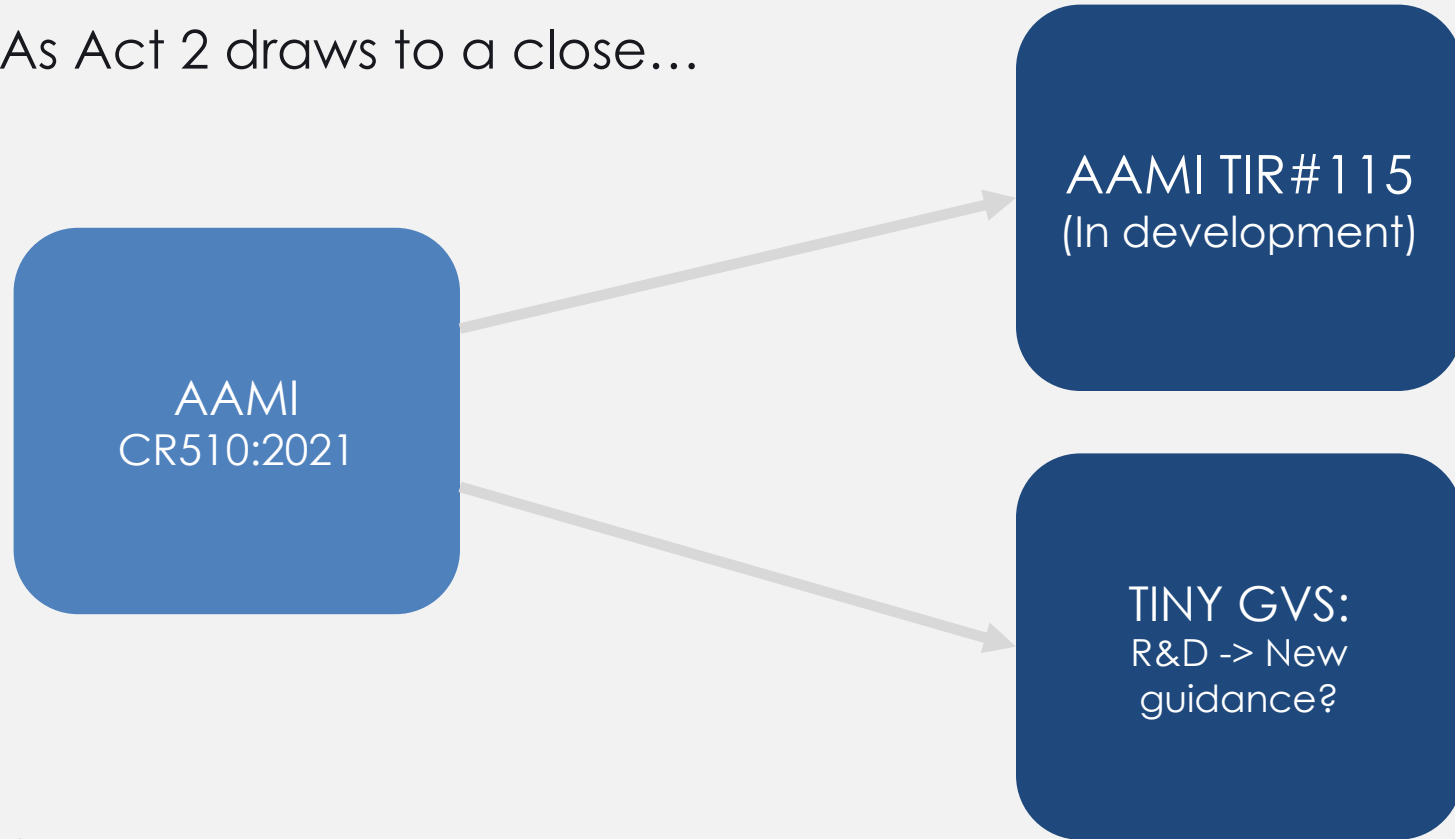 As Act 2 draws to a close…
AAMI
CR510:2021
AAMI TIR#115
(In development)
TINY GVS:
R&D -> New
guidance?